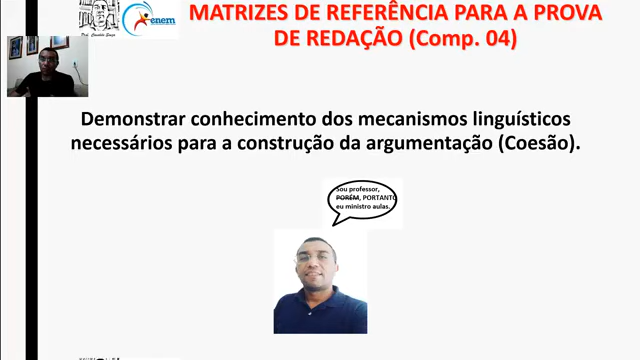 MATRIZES DE REFERÊNCIA PARA A PROVA
DE REDAÇÃO (Comp. 04)
enem
Demonstrar conhecimento dos mecanismos linguísticos
necessários para a construção da argumentação (Coesão).
Sou professor,
PORÉM, PORTANTO
eu ministro aulas.